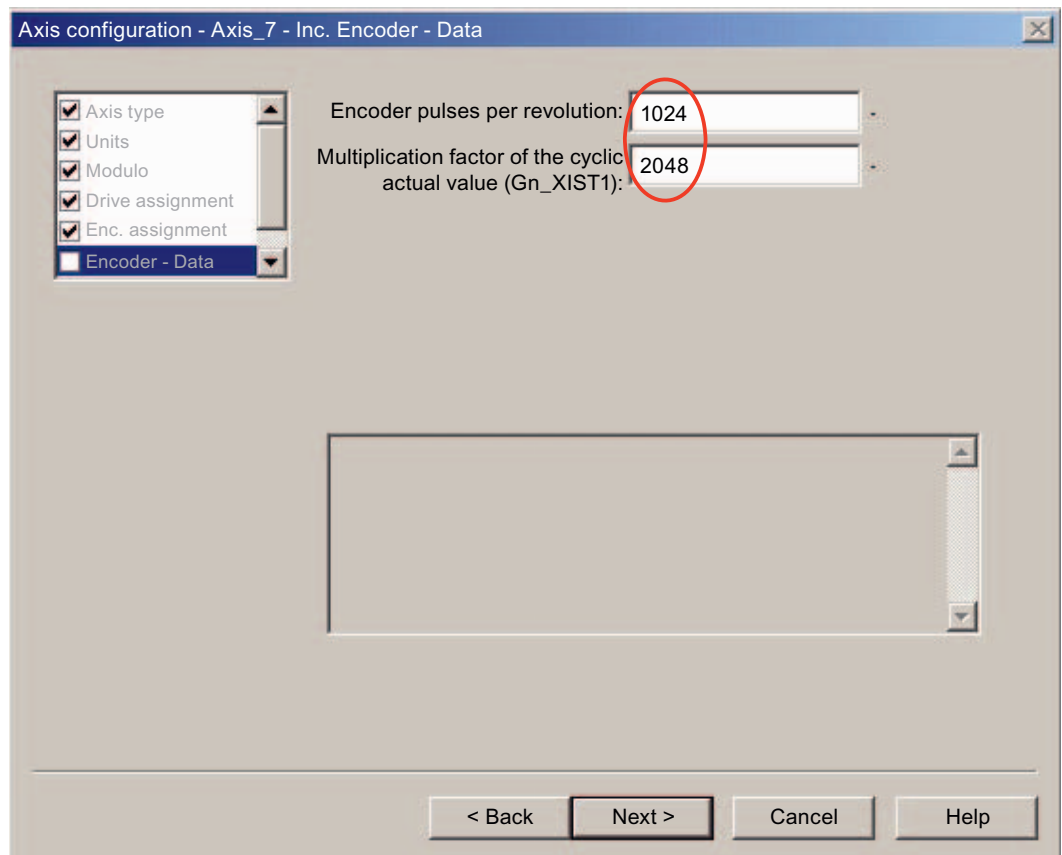 Axis configuration - Axis_7 - Inc. Encoder - Data
Axis type
Units
Modulo
Drive assignment
Enc. assignment
Encoder - Data
Encoder pulses per revolution: 1024 -
Multiplication factor of the cyclic
actual value (Gn_XIST1): 2048 -
< Back
Next >
Cancel
Help